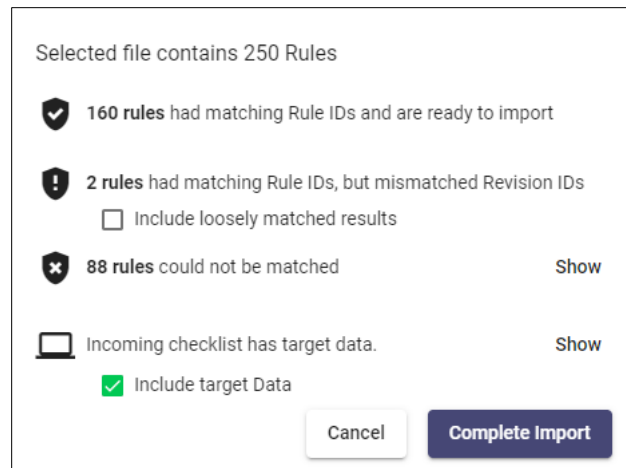 Selected file contains 250 Rules
160 rules had matching Rule IDs and are ready to import
2 rules had matching Rule IDs, but mismatched Revision IDs
Include loosely matched results
88 rules could not be matched Show
Incoming checklist has target data. Show
Include target Data
Cancel Complete Import